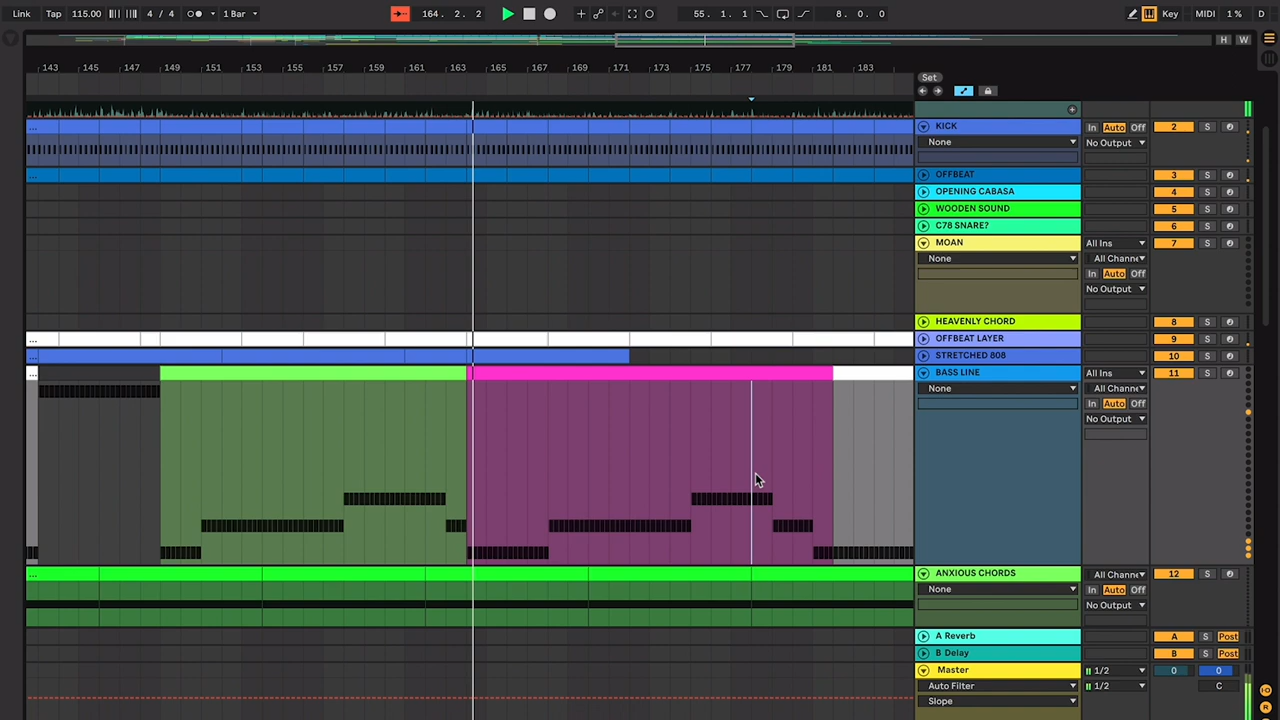 Link Tap 115.00 4 / 4 1 Bar 164. 2. 2 55. 1. 1 8. 0. 0 Key MIDI 1 % D
H W
143 145 147 149 151 153 155 157 159 161 163 165 167 169 171 173 175 177 179 181 183
Set
... KICK In Auto Off 2 S
None No Output
... OFFBEAT 3 S
OPENING CABASA 4 S
WOODEN SOUND 5 S
C78 SNARE? 6 S
MOAN All Ins 7 S
None All Channe
In Auto Off
No Output
HEAVENLY CHORD 8 S
... OFFBEAT LAYER 9 S
... STRETCHED 808 10 S
... BASS LINE All Ins 11 S
None All Channe
In Auto Off
No Output
... ANXIOUS CHORDS All Channe 12 S
None In Auto Off
No Output
A Reverb A S Post
B Delay B S Post
Master 1/2 0 0
Auto Filter 1/2 C
Slope
IO
R